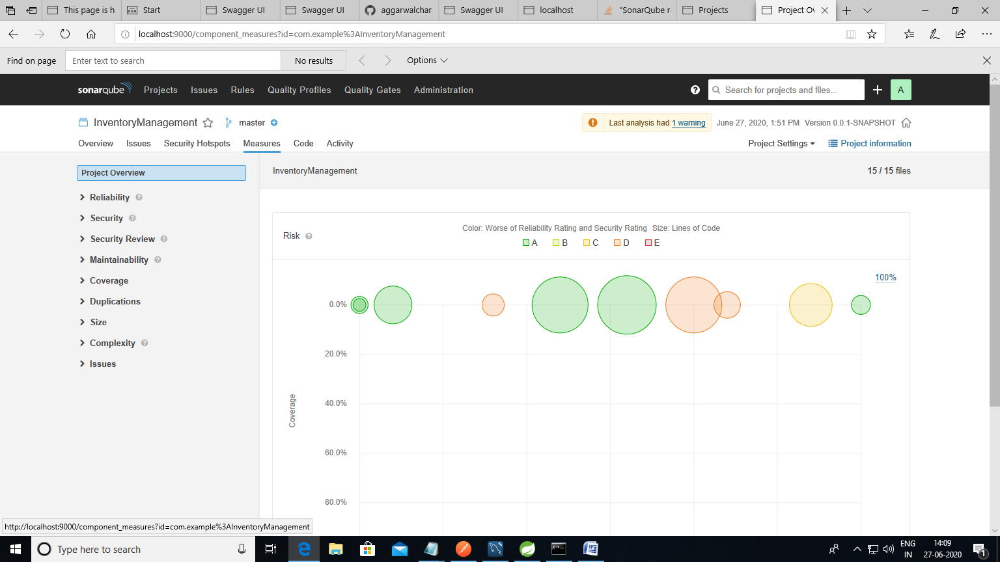 This page is h
Start
Swagger UI
Swagger UI
aggarwalchar
Swagger UI
localhost
"SonarQube r
Projects
Project Ov
localhost:9000/component_measures?id=com.example%3AInventoryManagement
Find on page
Enter text to search
No results
Options
sonarqube
Projects
Issues
Rules
Quality Profiles
Quality Gates
Administration
?
Search for projects and files...
A
InventoryManagement
master
Last analysis had 1 warning
June 27, 2020, 1:51 PM
Version 0.0.1-SNAPSHOT
Overview
Issues
Security Hotspots
Measures
Code
Activity
Project Settings
Project information
Project Overview
InventoryManagement
15 / 15 files
Reliability ?
Security ?
Security Review ?
Maintainability ?
Coverage
Duplications
Size
Complexity ?
Issues
Risk ?
Color: Worse of Reliability Rating and Security Rating Size: Lines of Code
A
B
C
D
E
100%
0.0%
20.0%
40.0%
60.0%
80.0%
Coverage
http://localhost:9000/component_measures?id=com.example%3AInventoryManagement
Type here to search
ENG
IN
14:09
27-06-2020
1